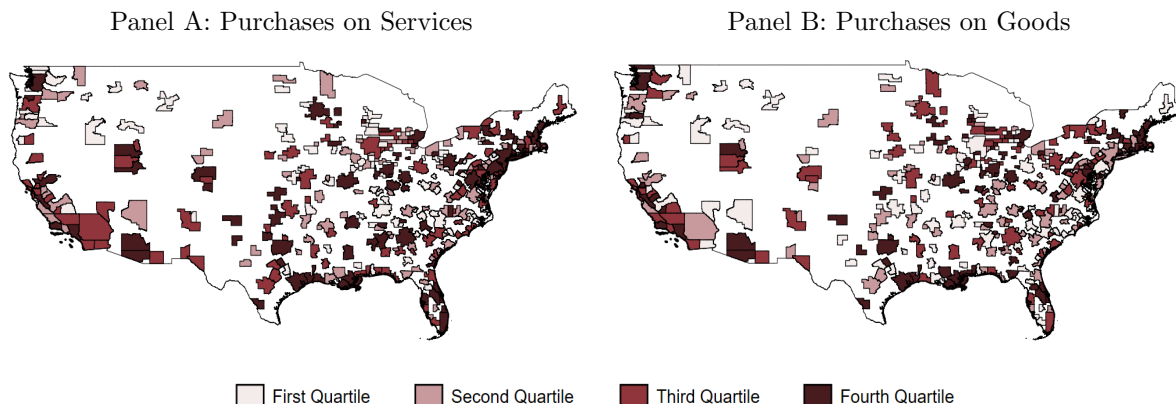 Panel A: Purchases on Services
Panel B: Purchases on Goods
First Quartile
Second Quartile
Third Quartile
Fourth Quartile